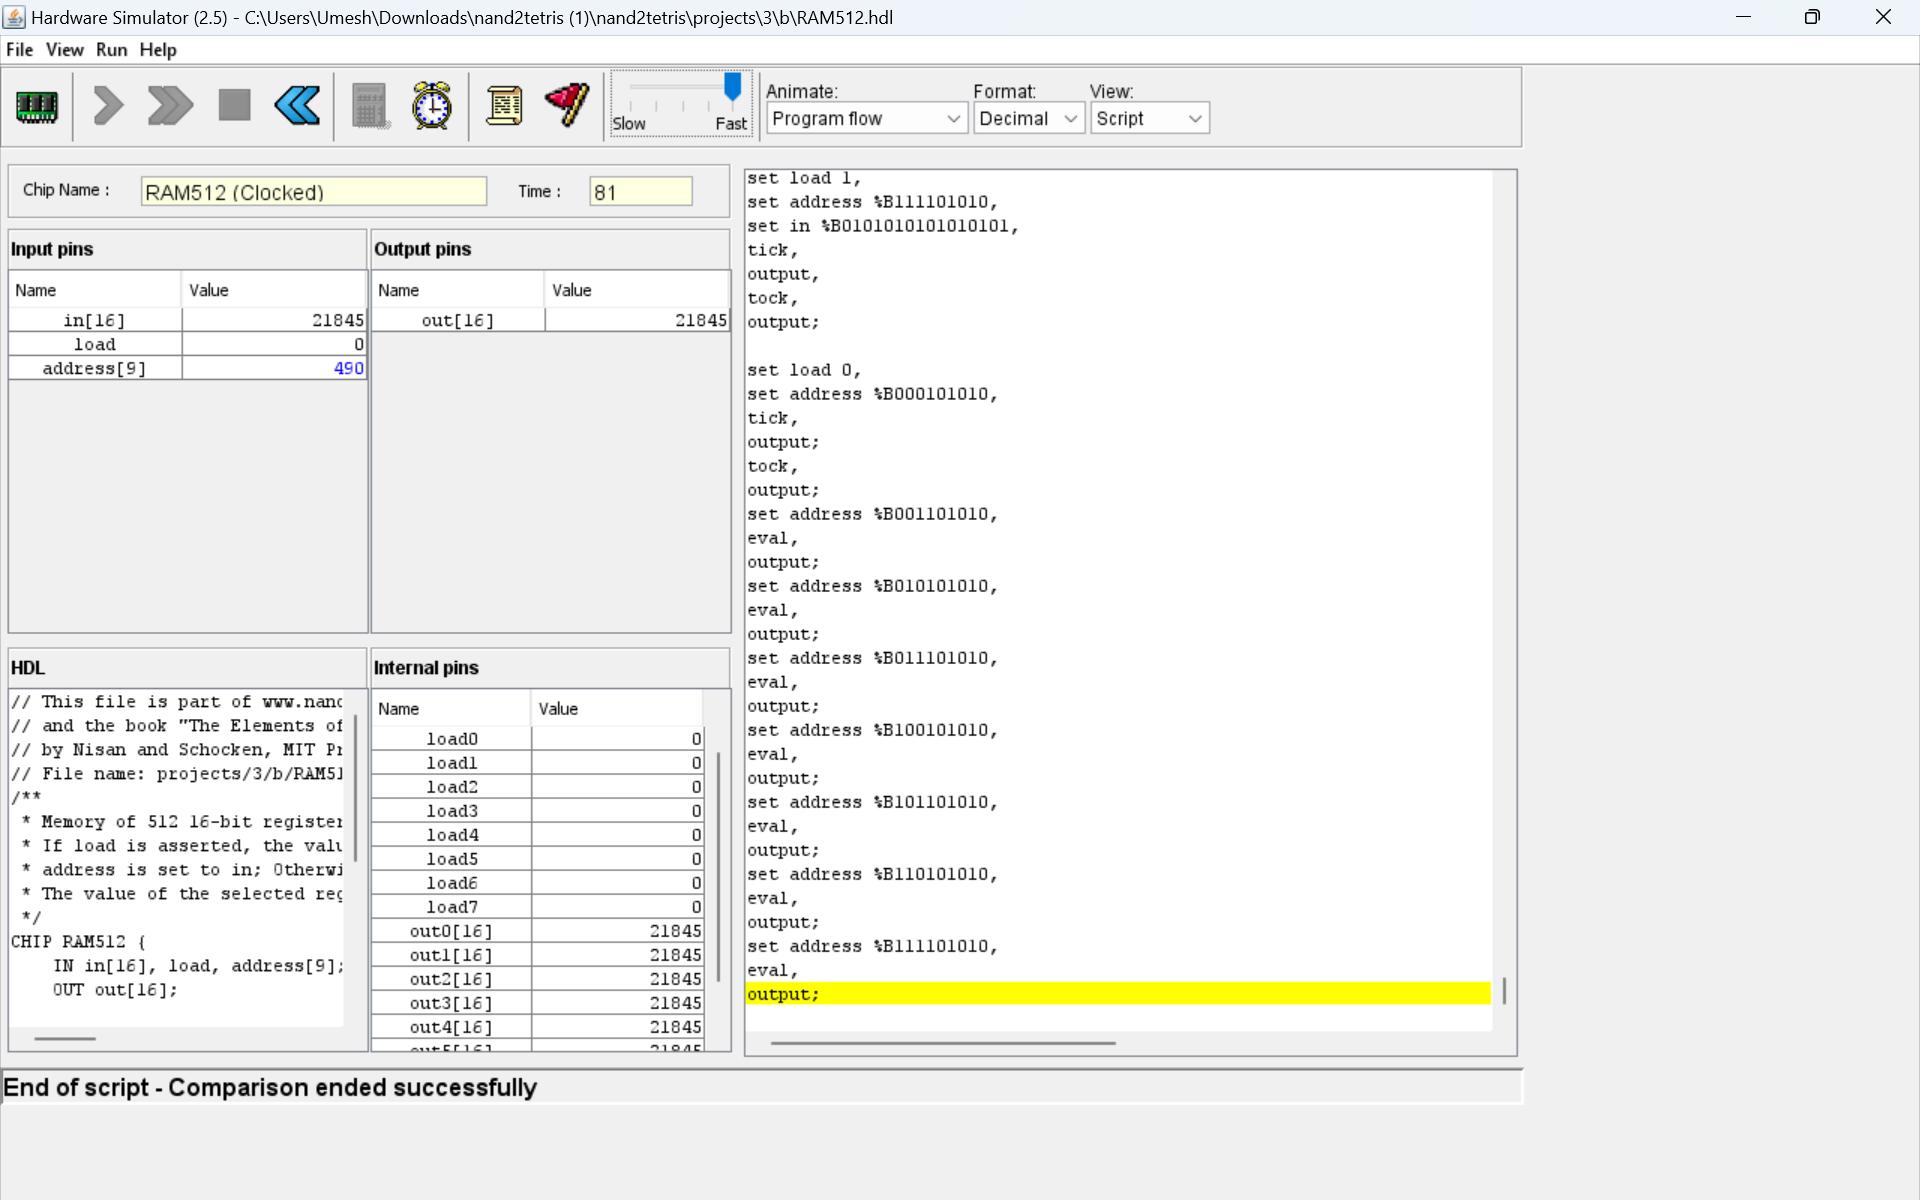 Hardware Simulator (2.5) - C:\Users\Umesh\Downloads\nand2tetris (1)\nand2tetris\projects\3\b\RAM512.hdl
File View Run Help
Animate: Format: View:
Slow Fast Program flow Decimal Script
Chip Name : RAM512 (Clocked) Time : 81
Input pins
Name Value
in[16] 21845
load 0
address[9] 490
Output pins
Name Value
out[16] 21845
HDL
// This file is part of www.nand
// and the book "The Elements of
// by Nisan and Schocken, MIT Pr
// File name: projects/3/b/RAM51
/**
* Memory of 512 16-bit register
* If load is asserted, the valu
* address is set to in; Otherwi
* The value of the selected reg
*/
CHIP RAM512 {
IN in[16], load, address[9];
OUT out[16];
Internal pins
Name Value
load0 0
load1 0
load2 0
load3 0
load4 0
load5 0
load6 0
load7 0
out0[16] 21845
out1[16] 21845
out2[16] 21845
out3[16] 21845
out4[16] 21845
out5[16] 21845
set load 1,
set address %B111101010,
set in %B0101010101010101,
tick,
output,
tock,
output;
set load 0,
set address %B000101010,
tick,
output;
tock,
output;
set address %B001101010,
eval,
output;
set address %B010101010,
eval,
output;
set address %B011101010,
eval,
output;
set address %B100101010,
eval,
output;
set address %B101101010,
eval,
output;
set address %B110101010,
eval,
output;
set address %B111101010,
eval,
output;
End of script - Comparison ended successfully